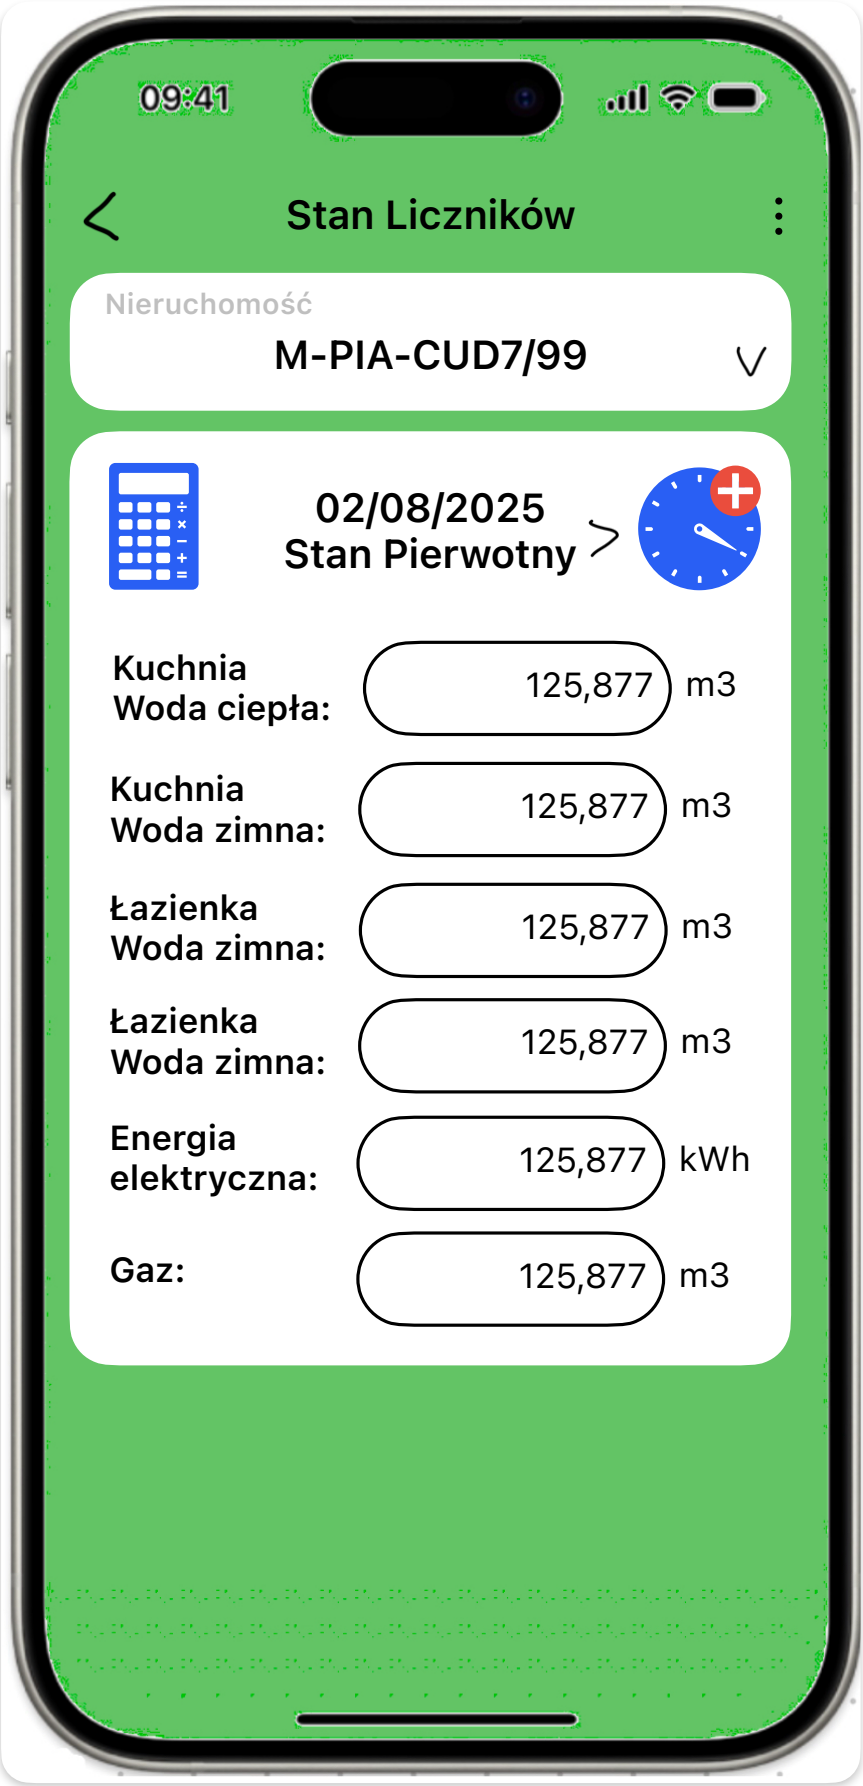 09:41
Stan Liczników
Nieruchomość
M-PIA-CUD7/99
02/08/2025
Stan Pierwotny
Kuchnia
Woda ciepła:
125,877 m3
Kuchnia
Woda zimna:
125,877 m3
Łazienka
Woda zimna:
125,877 m3
Łazienka
Woda zimna:
125,877 m3
Energia
elektryczna:
125,877 kWh
Gaz:
125,877 m3